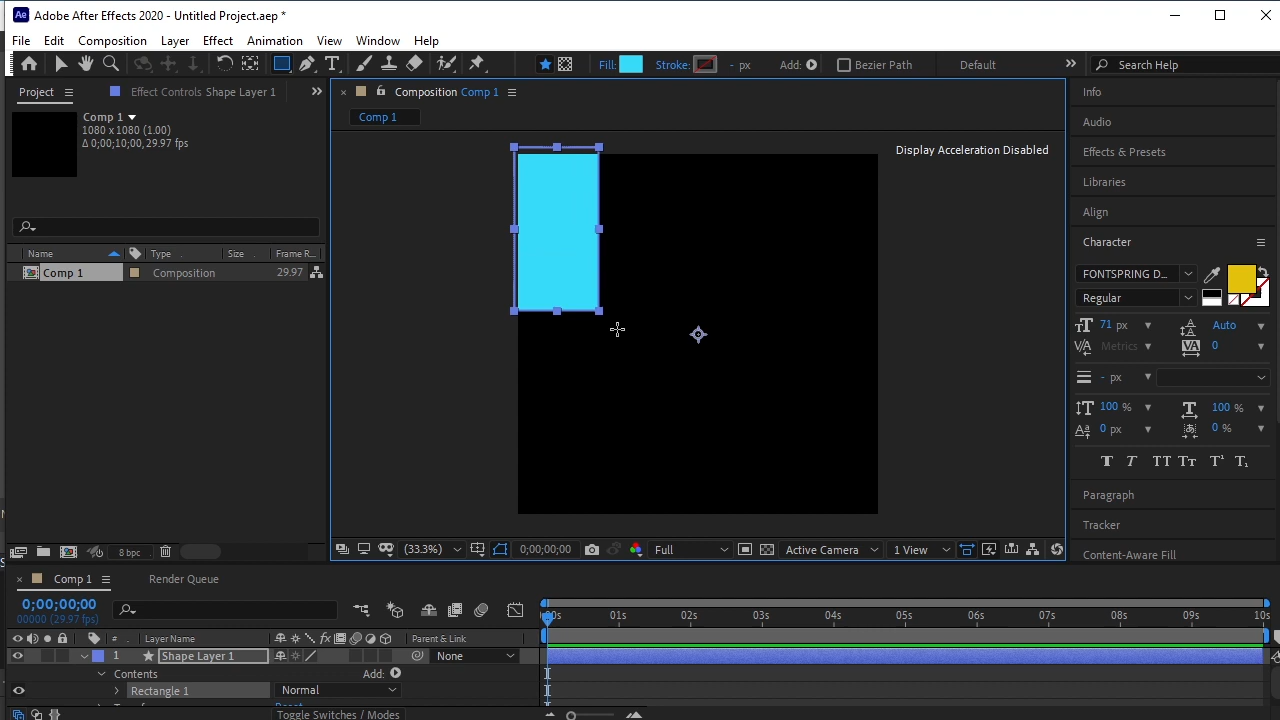 Ae Adobe After Effects 2020 - Untitled Project.aep *
File Edit Composition Layer Effect Animation View Window Help
Fill: Stroke: - px Add: Bezier Path Default Search Help
Project Effect Controls Shape Layer 1
Composition Comp 1
Comp 1
1080 x 1080 (1.00)
Δ 0;00;10;00, 29.97 fps
Comp 1
Display Acceleration Disabled
Name Type Size Frame R...
Comp 1 Composition 29.97
8 bpc
(33.3%) 0;00;00;00 Full Active Camera 1 View
Info
Audio
Effects & Presets
Libraries
Align
Character
FONTSPRING D...
Regular
71 px Auto
Metrics 0
- px
100 % 100 %
0 px 0 %
T T TT Tт T¹ T₁
Paragraph
Tracker
Content-Aware Fill
Comp 1 Render Queue
0;00;00;00
00000 (29.97 fps)
:00s 01s 02s 03s 04s 05s 06s 07s 08s 09s 10s
# Layer Name Parent & Link
1 Shape Layer 1 None
Contents Add:
Rectangle 1 Normal
Toggle Switches / Modes